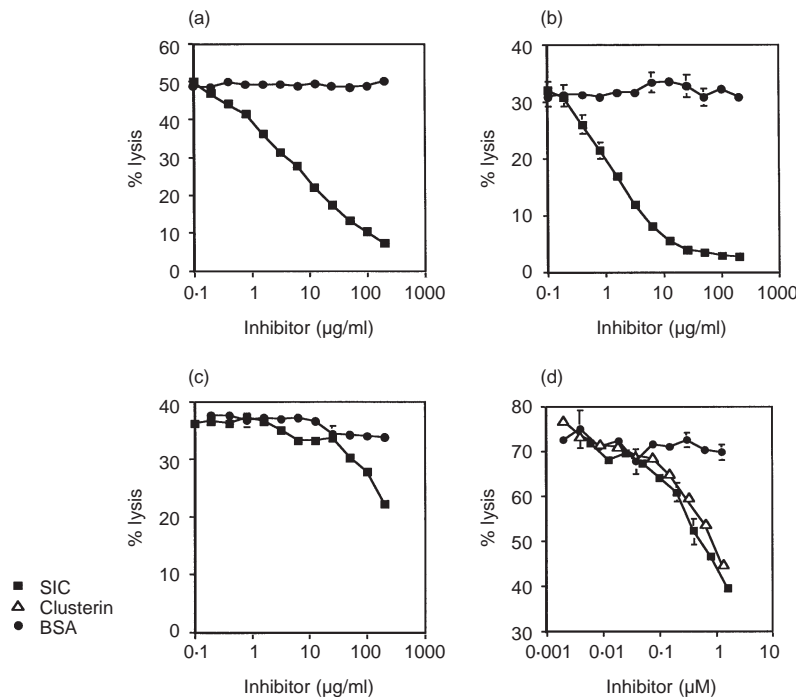 (a)
60
50
40
30
20
10
0
% lysis
0·1 1 10 100 1000
Inhibitor (µg/ml)
(b)
40
30
20
10
0
% lysis
0·1 1 10 100 1000
Inhibitor (µg/ml)
(c)
40
30
20
10
0
% lysis
0·1 1 10 100 1000
Inhibitor (µg/ml)
(d)
80
70
60
50
40
30
% lysis
0·001 0·01 0·1 1 10
Inhibitor (µM)
SIC
Clusterin
BSA